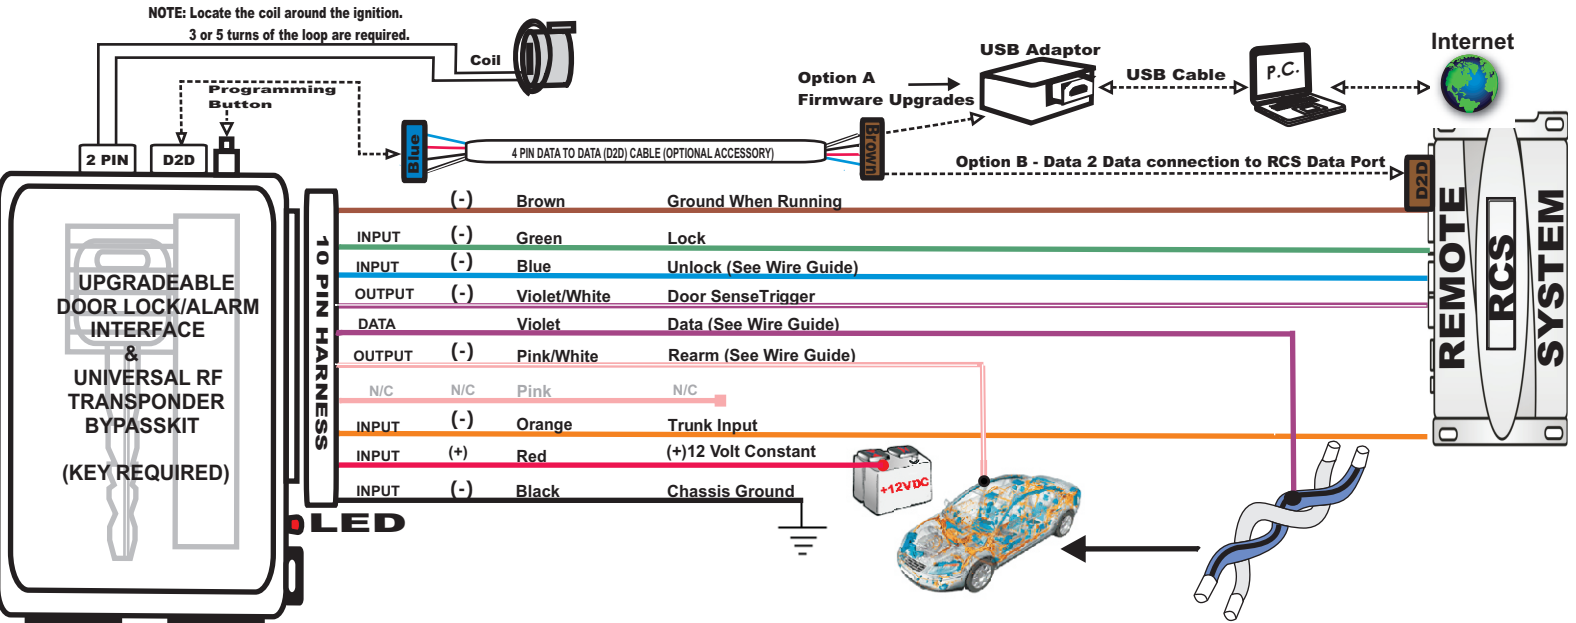 NOTE: Locate the coil around the ignition.
3 or 5 turns of the loop are required.
Coil
Programming
Button
2 PIN
D2D
Blue
4 PIN DATA TO DATA (D2D) CABLE (OPTIONAL ACCESSORY)
Brown
Option A
Firmware Upgrades
USB Adaptor
USB Cable
P.C.
Internet
Option B - Data 2 Data connection to RCS Data Port
D2D
REMOTE
RCS
SYSTEM
UPGRADEABLE
DOOR LOCK/ALARM
INTERFACE
&
UNIVERSAL RF
TRANSPONDER
BYPASSKIT
(KEY REQUIRED)
10 PIN HARNESS
LED
(-) Brown Ground When Running
INPUT (-) Green Lock
INPUT (-) Blue Unlock (See Wire Guide)
OUTPUT (-) Violet/White Door SenseTrigger
DATA Violet Data (See Wire Guide)
OUTPUT (-) Pink/White Rearm (See Wire Guide)
N/C N/C Pink N/C
INPUT (-) Orange Trunk Input
INPUT (+) Red (+)12 Volt Constant
INPUT (-) Black Chassis Ground
+12VDC